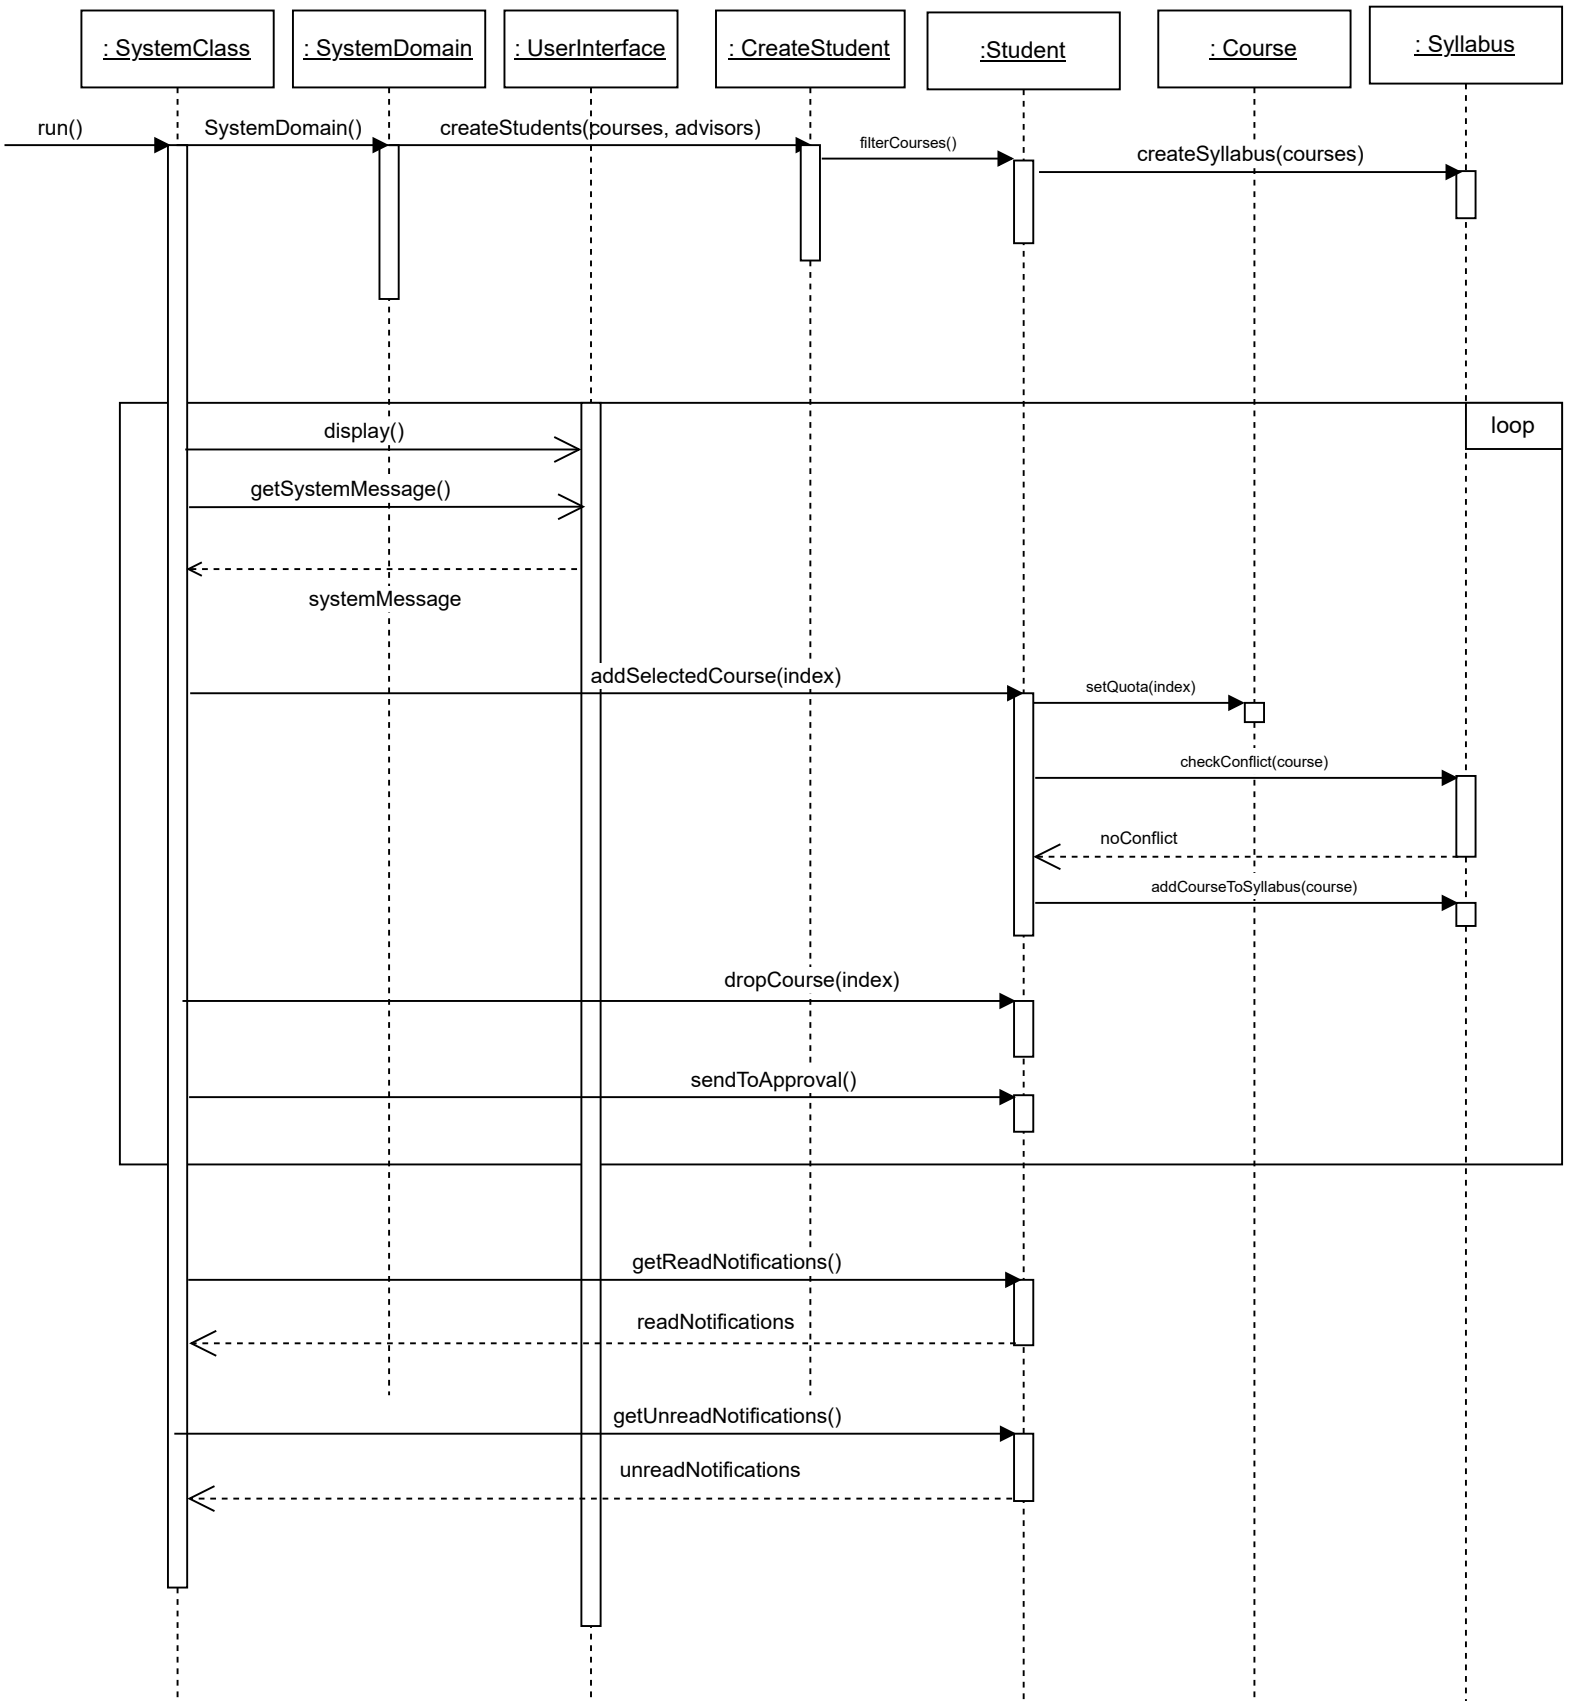 : SystemClass
: SystemDomain
: UserInterface
: CreateStudent
:Student
: Course
: Syllabus
run()
SystemDomain()
createStudents(courses, advisors)
filterCourses()
createSyllabus(courses)
loop
display()
getSystemMessage()
systemMessage
addSelectedCourse(index)
setQuota(index)
checkConflict(course)
noConflict
addCourseToSyllabus(course)
dropCourse(index)
sendToApproval()
getReadNotifications()
readNotifications
getUnreadNotifications()
unreadNotifications